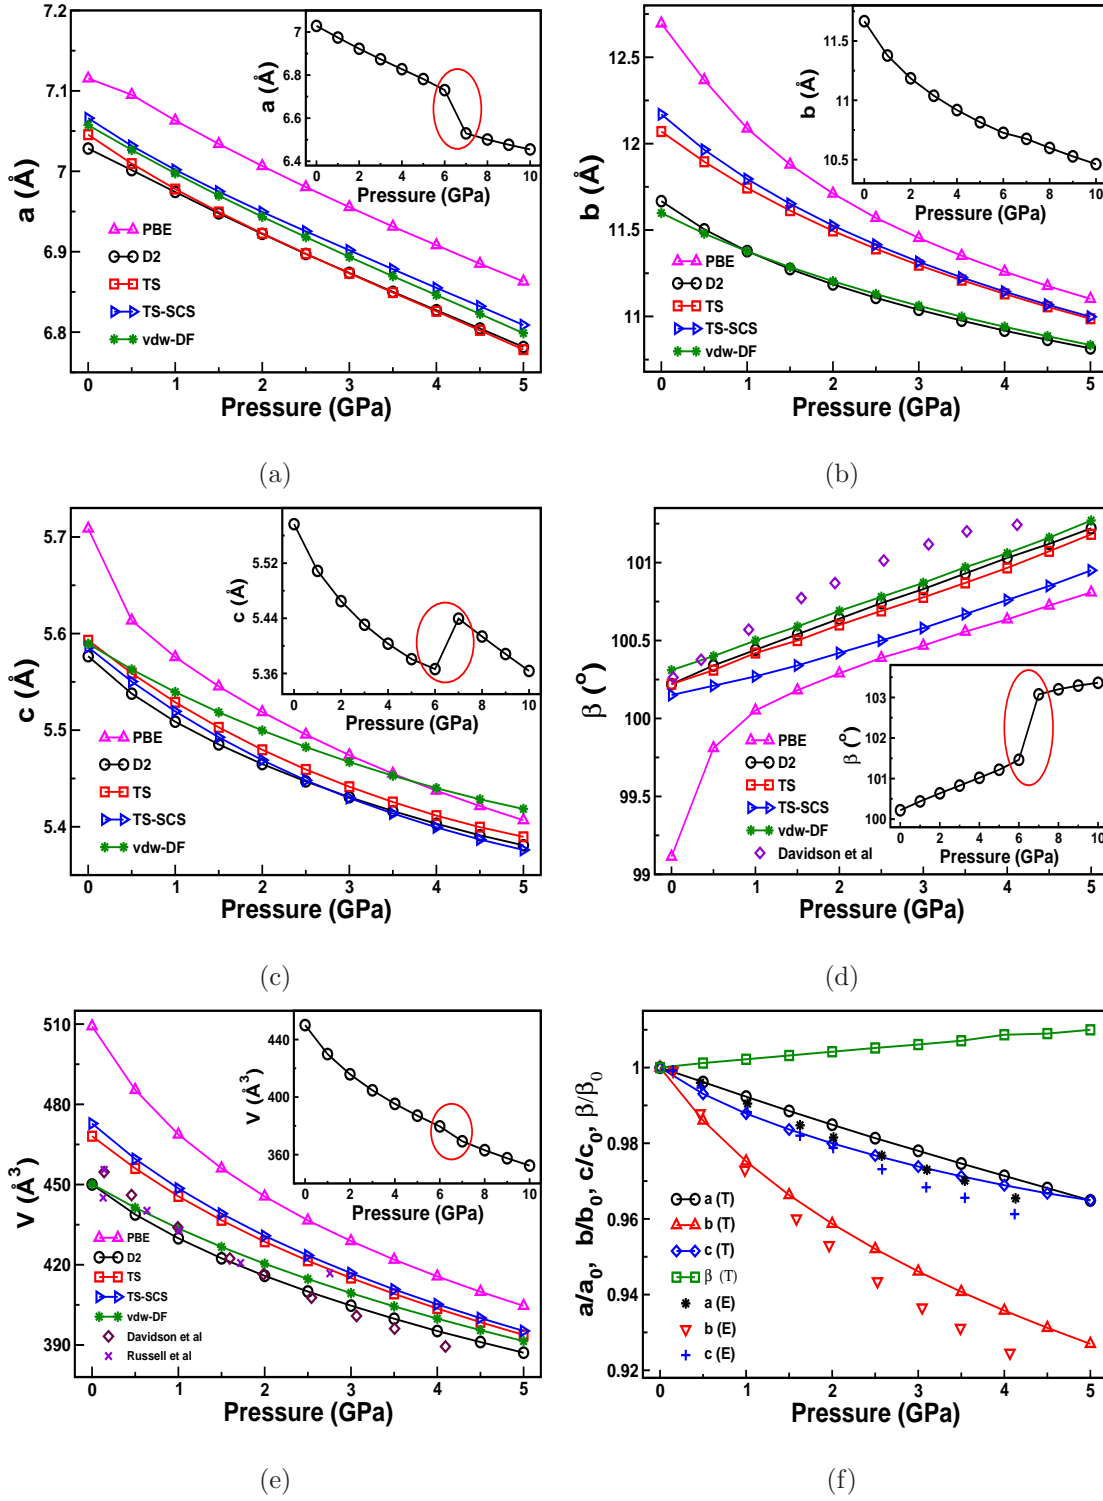 7.2
7.1
7
6.9
6.8
a (Å)
0 1 2 3 4 5
Pressure (GPa)
PBE
D2
TS
TS-SCS
vdw-DF
7
6.8
6.6
6.4
a (Å)
0 2 4 6 8 10
Pressure (GPa)
(a)
12.5
12
11.5
11
b (Å)
0 1 2 3 4 5
Pressure (GPa)
PBE
D2
TS
TS-SCS
vdw-DF
11.5
11
10.5
b (Å)
0 2 4 6 8 10
Pressure (GPa)
(b)
5.7
5.6
5.5
5.4
c (Å)
0 1 2 3 4 5
Pressure (GPa)
PBE
D2
TS
TS-SCS
vdw-DF
5.52
5.44
5.36
c (Å)
0 2 4 6 8 10
Pressure (GPa)
(c)
101
100.5
100
99.5
99
β (°)
0 1 2 3 4 5
Pressure (GPa)
PBE
D2
TS
TS-SCS
vdw-DF
Davidson et al
103
102
101
100
β (°)
0 2 4 6 8 10
Pressure (GPa)
(d)
510
480
450
420
390
V (Å³)
0 1 2 3 4 5
Pressure (GPa)
PBE
D2
TS
TS-SCS
vdw-DF
Davidson et al
Russell et al
440
400
360
V (Å³)
0 2 4 6 8 10
Pressure (GPa)
(e)
1
0.98
0.96
0.94
0.92
a/a₀, b/b₀, c/c₀, β/β₀
0 1 2 3 4 5
Pressure (GPa)
a (T)
b (T)
c (T)
β (T)
a (E)
b (E)
c (E)
(f)